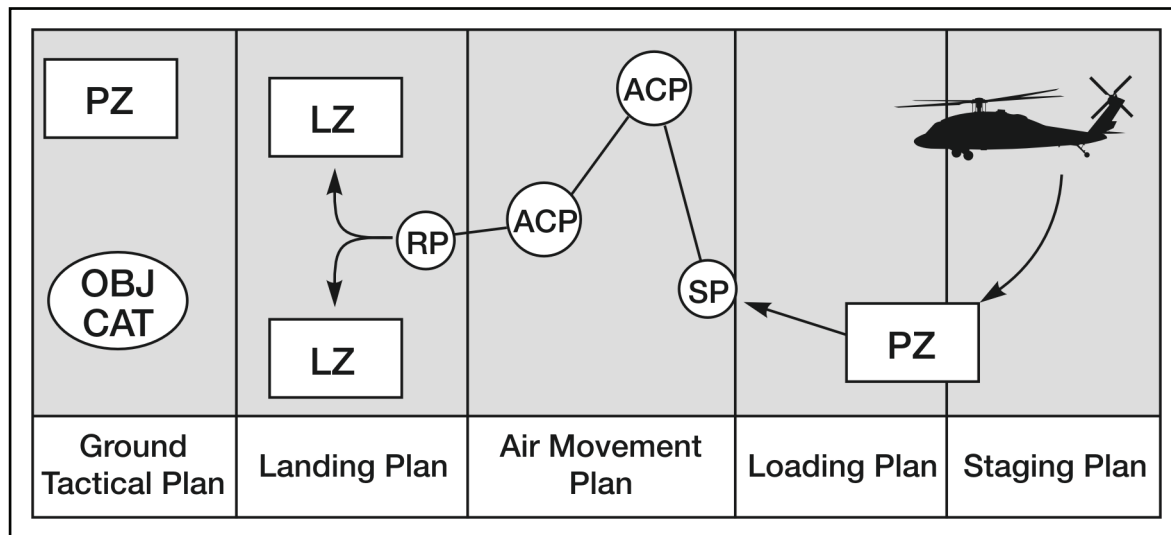 PZ
OBJ
CAT
LZ
LZ
RP
ACP
ACP
SP
PZ
Ground
Tactical Plan
Landing Plan
Air Movement
Plan
Loading Plan
Staging Plan